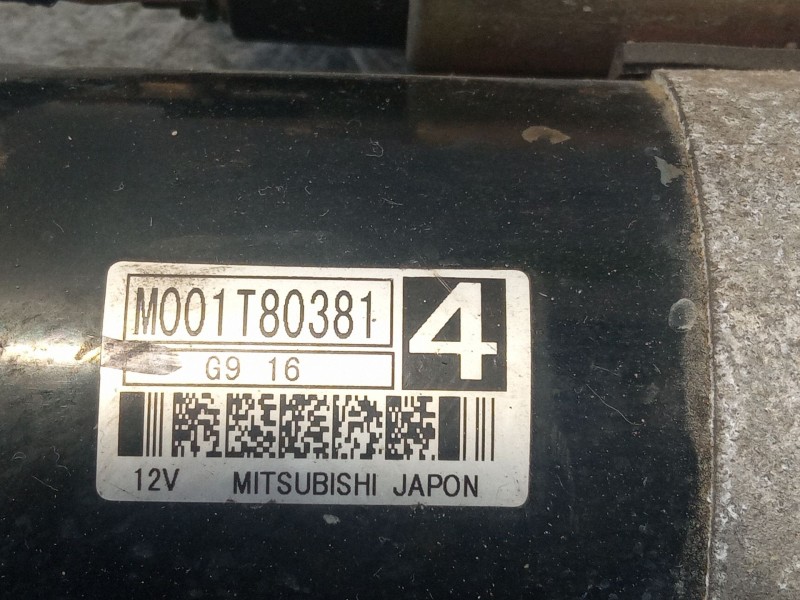 M001T80381
4
G9 16
12V MITSUBISHI JAPON